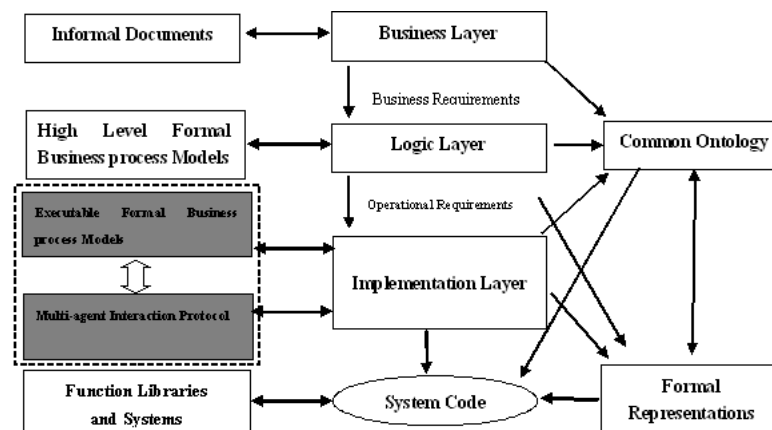 Informal Documents
Business Layer
Business Requirements
High Level Formal
Business process Models
Logic Layer
Common Ontology
Operational Requirements
Executable Formal Business
process Models
Implementation Layer
Multi-agent Interaction Protocol
Function Libraries
and Systems
System Code
Formal
Representations